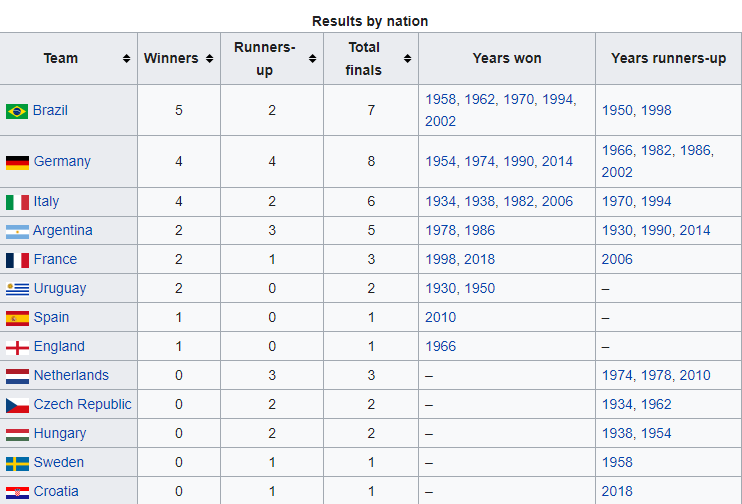 Results by nation
Team Winners Runners-up Total finals Years won Years runners-up
Brazil 5 2 7 1958, 1962, 1970, 1994, 2002 1950, 1998
Germany 4 4 8 1954, 1974, 1990, 2014 1966, 1982, 1986, 2002
Italy 4 2 6 1934, 1938, 1982, 2006 1970, 1994
Argentina 2 3 5 1978, 1986 1930, 1990, 2014
France 2 1 3 1998, 2018 2006
Uruguay 2 0 2 1930, 1950 –
Spain 1 0 1 2010 –
England 1 0 1 1966 –
Netherlands 0 3 3 – 1974, 1978, 2010
Czech Republic 0 2 2 – 1934, 1962
Hungary 0 2 2 – 1938, 1954
Sweden 0 1 1 – 1958
Croatia 0 1 1 – 2018